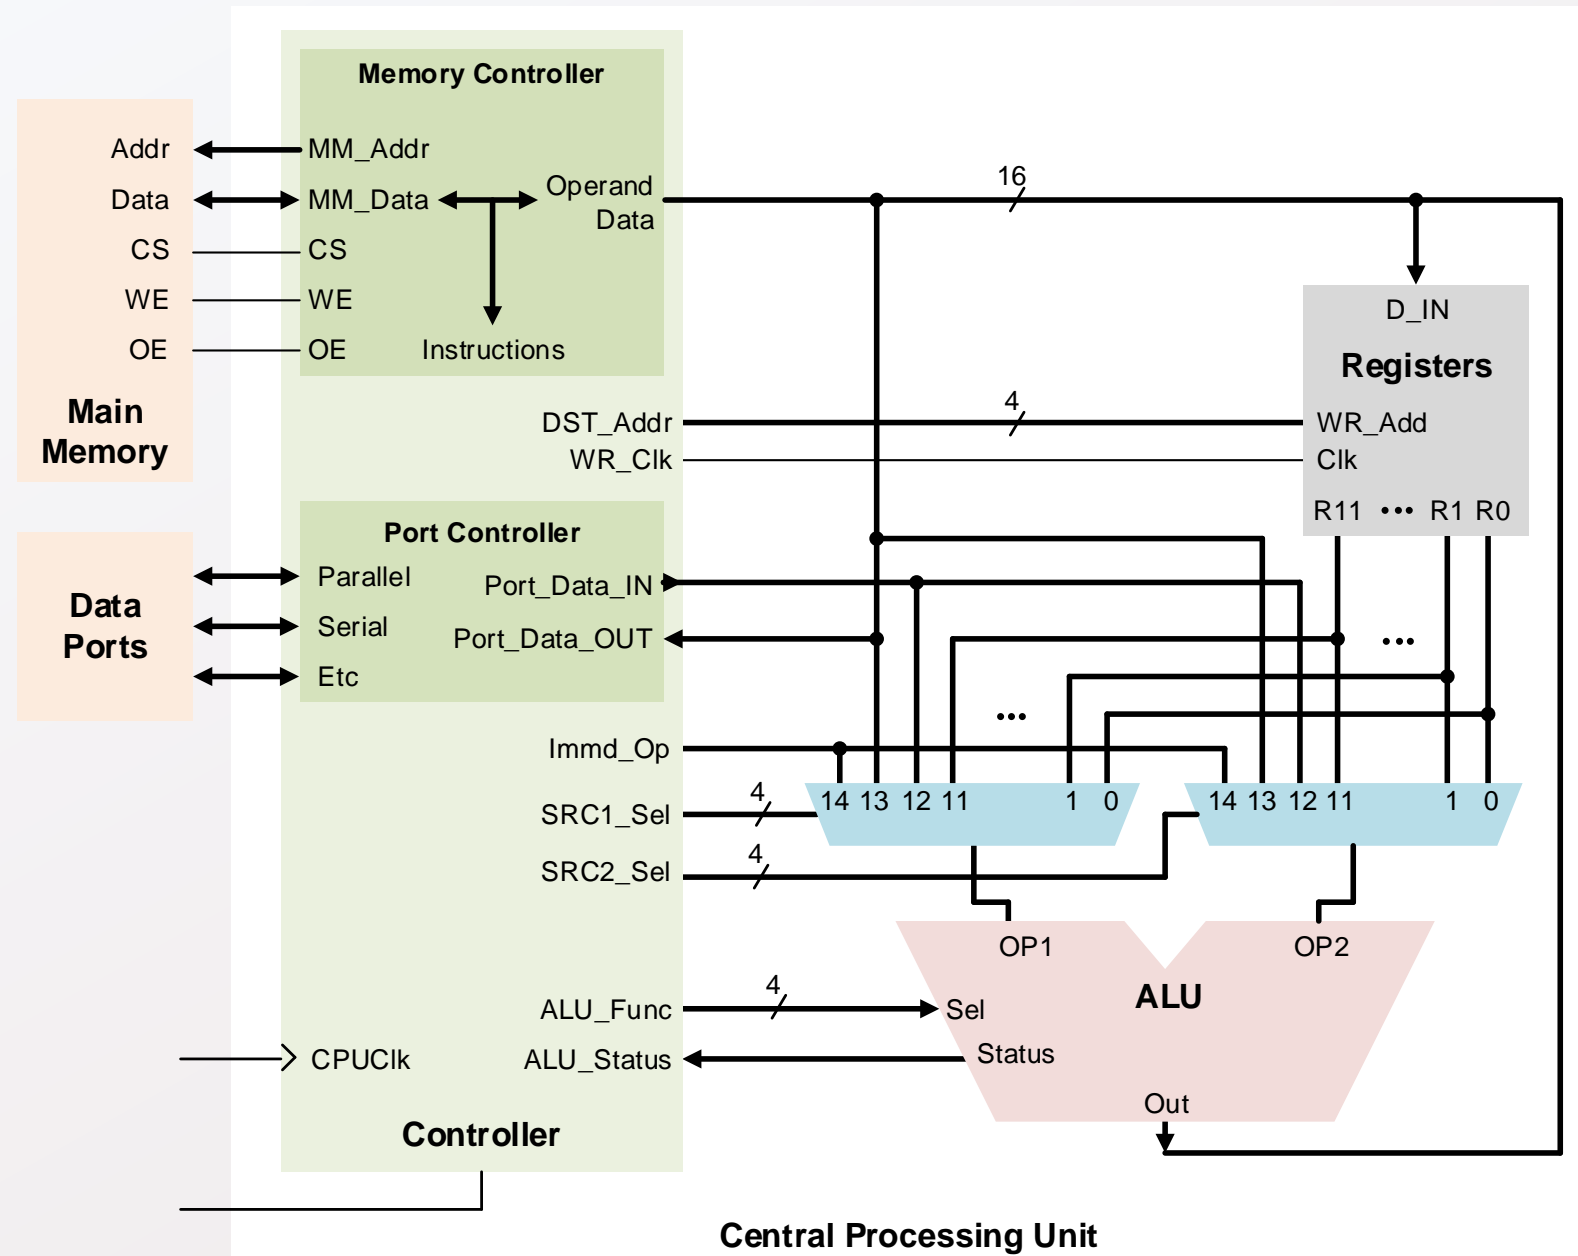 Memory Controller
Addr
MM_Addr
Data
MM_Data
Operand
Data
16
CS
CS
WE
WE
OE
OE
Instructions
Main
Memory
D_IN
Registers
DST_Addr
4
WR_Add
WR_Clk
Clk
R11 ••• R1 R0
Port Controller
Data
Ports
Parallel
Port_Data_IN
Serial
Port_Data_OUT
•••
Etc
•••
Immd_Op
SRC1_Sel
4
14 13 12 11 1 0
14 13 12 11 1 0
SRC2_Sel
4
OP1
OP2
ALU
ALU_Func
4
Sel
CPUClk
ALU_Status
Status
Out
Controller
Central Processing Unit